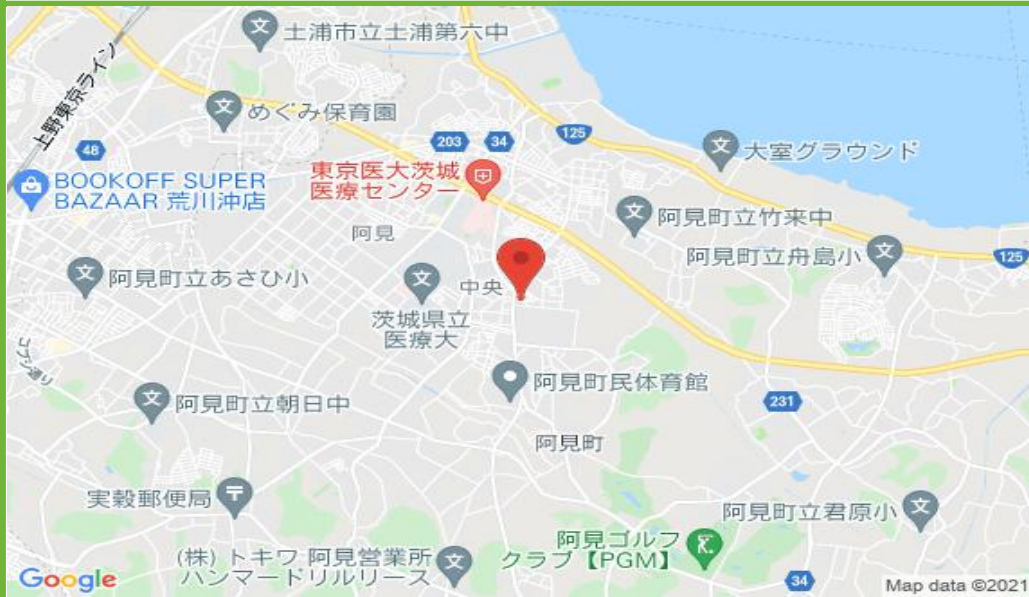 土浦市立土浦第六中
上野東京ライン
めぐみ保育園
48
203
34
125
大室グラウンド
BOOKOFF SUPER
BAZAAR 荒川沖店
東京医大茨城
医療センター
阿見町立竹来中
阿見
阿見町立舟島小
125
阿見町立あさひ小
中央
茨城県立
医療大
コブシ通り
阿見町民体育館
阿見町立朝日中
231
阿見町
実穀郵便局
阿見町立君原小
阿見ゴルフ
クラブ【PGM】
(株) トキワ 阿見営業所
ハンマードリルリース
34
Google
Map data ©2021